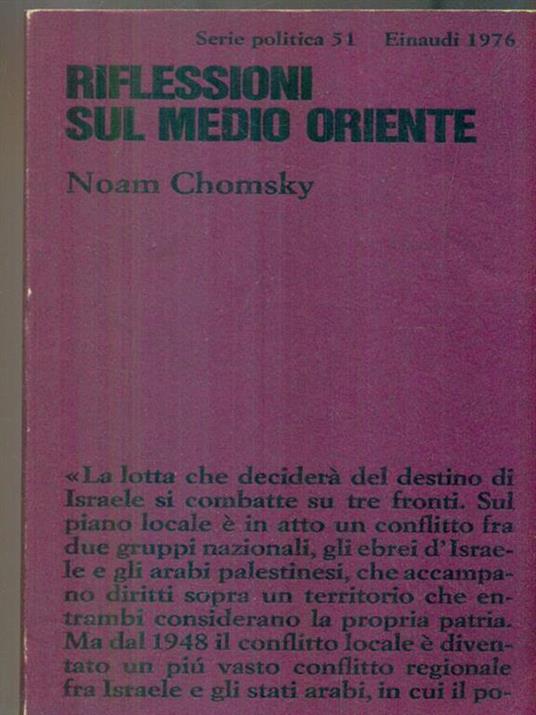 Serie politica 51 Einaudi 1976
RIFLESSIONI
SUL MEDIO ORIENTE
Noam Chomsky
«La lotta che deciderà del destino di
Israele si combatte su tre fronti. Sul
piano locale è in atto un conflitto fra
due gruppi nazionali, gli ebrei d'Israe-
le e gli arabi palestinesi, che accampa-
no diritti sopra un territorio che en-
trambi considerano la propria patria.
Ma dal 1948 il conflitto locale è diven-
tato un piú vasto conflitto regionale
fra Israele e gli stati arabi, in cui il po-